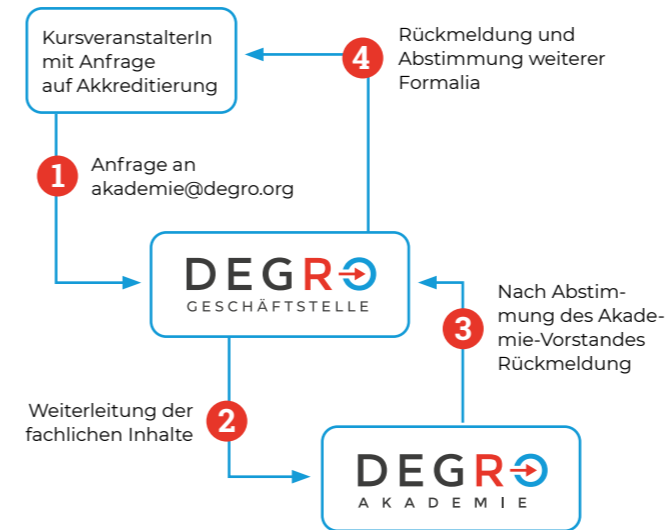 KursveranstalterIn
mit Anfrage
auf Akkreditierung
4
Rückmeldung und
Abstimmung weiterer
Formalia
1
Anfrage an
akademie@degro.org
DEGRO
GESCHÄFTSTELLE
3
Nach Abstim-
mung des Akade-
mie-Vorstandes
Rückmeldung
Weiterleitung der
fachlichen Inhalte
2
DEGRO
AKADEMIE